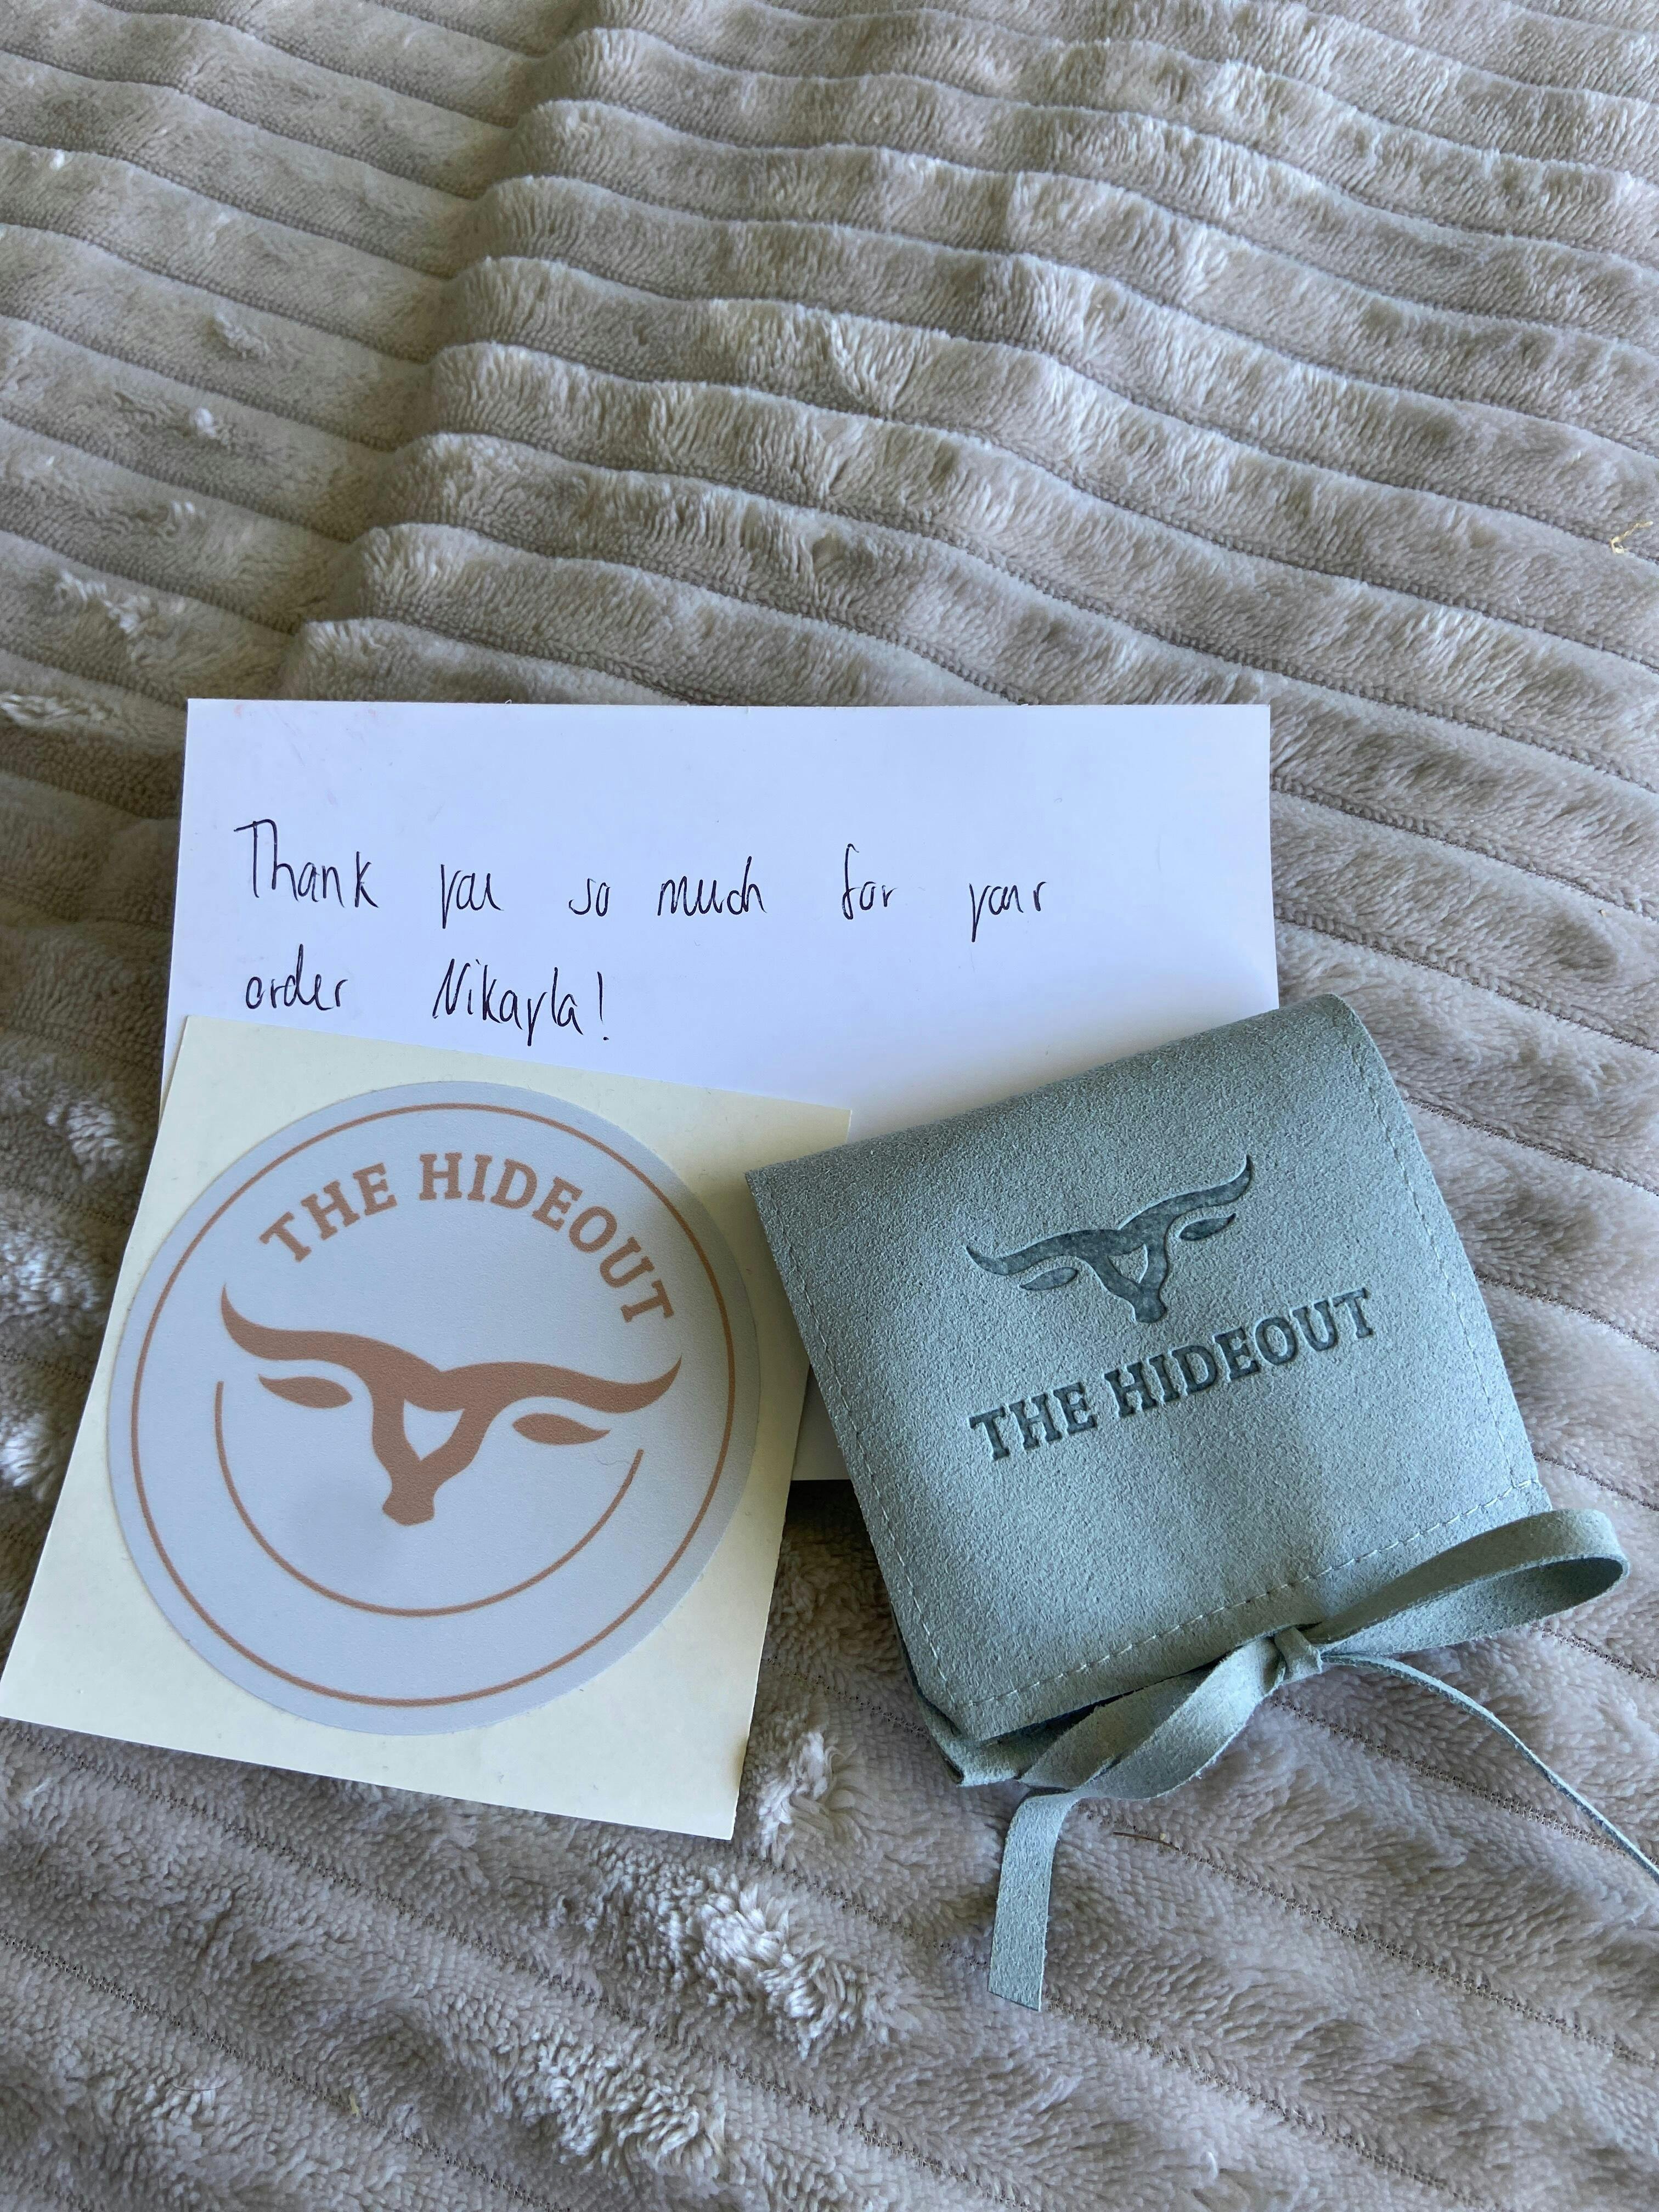 Thank you so much for your
order Nikayla!
THE HIDEOUT
THE HIDEOUT